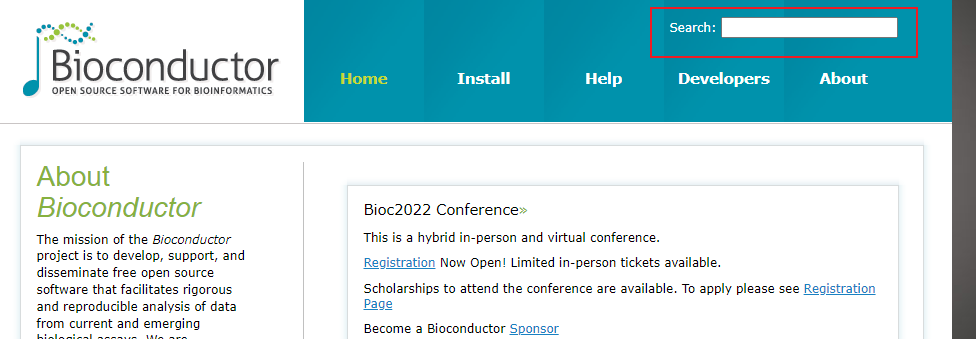 Search:
Bioconductor
OPEN SOURCE SOFTWARE FOR BIOINFORMATICS
Home Install Help Developers About
About
Bioconductor
The mission of the Bioconductor
project is to develop, support, and
disseminate free open source
software that facilitates rigorous
and reproducible analysis of data
from current and emerging
biological assays. We are
Bioc2022 Conference»
This is a hybrid in-person and virtual conference.
Registration Now Open! Limited in-person tickets available.
Scholarships to attend the conference are available. To apply please see Registration
Page
Become a Bioconductor Sponsor